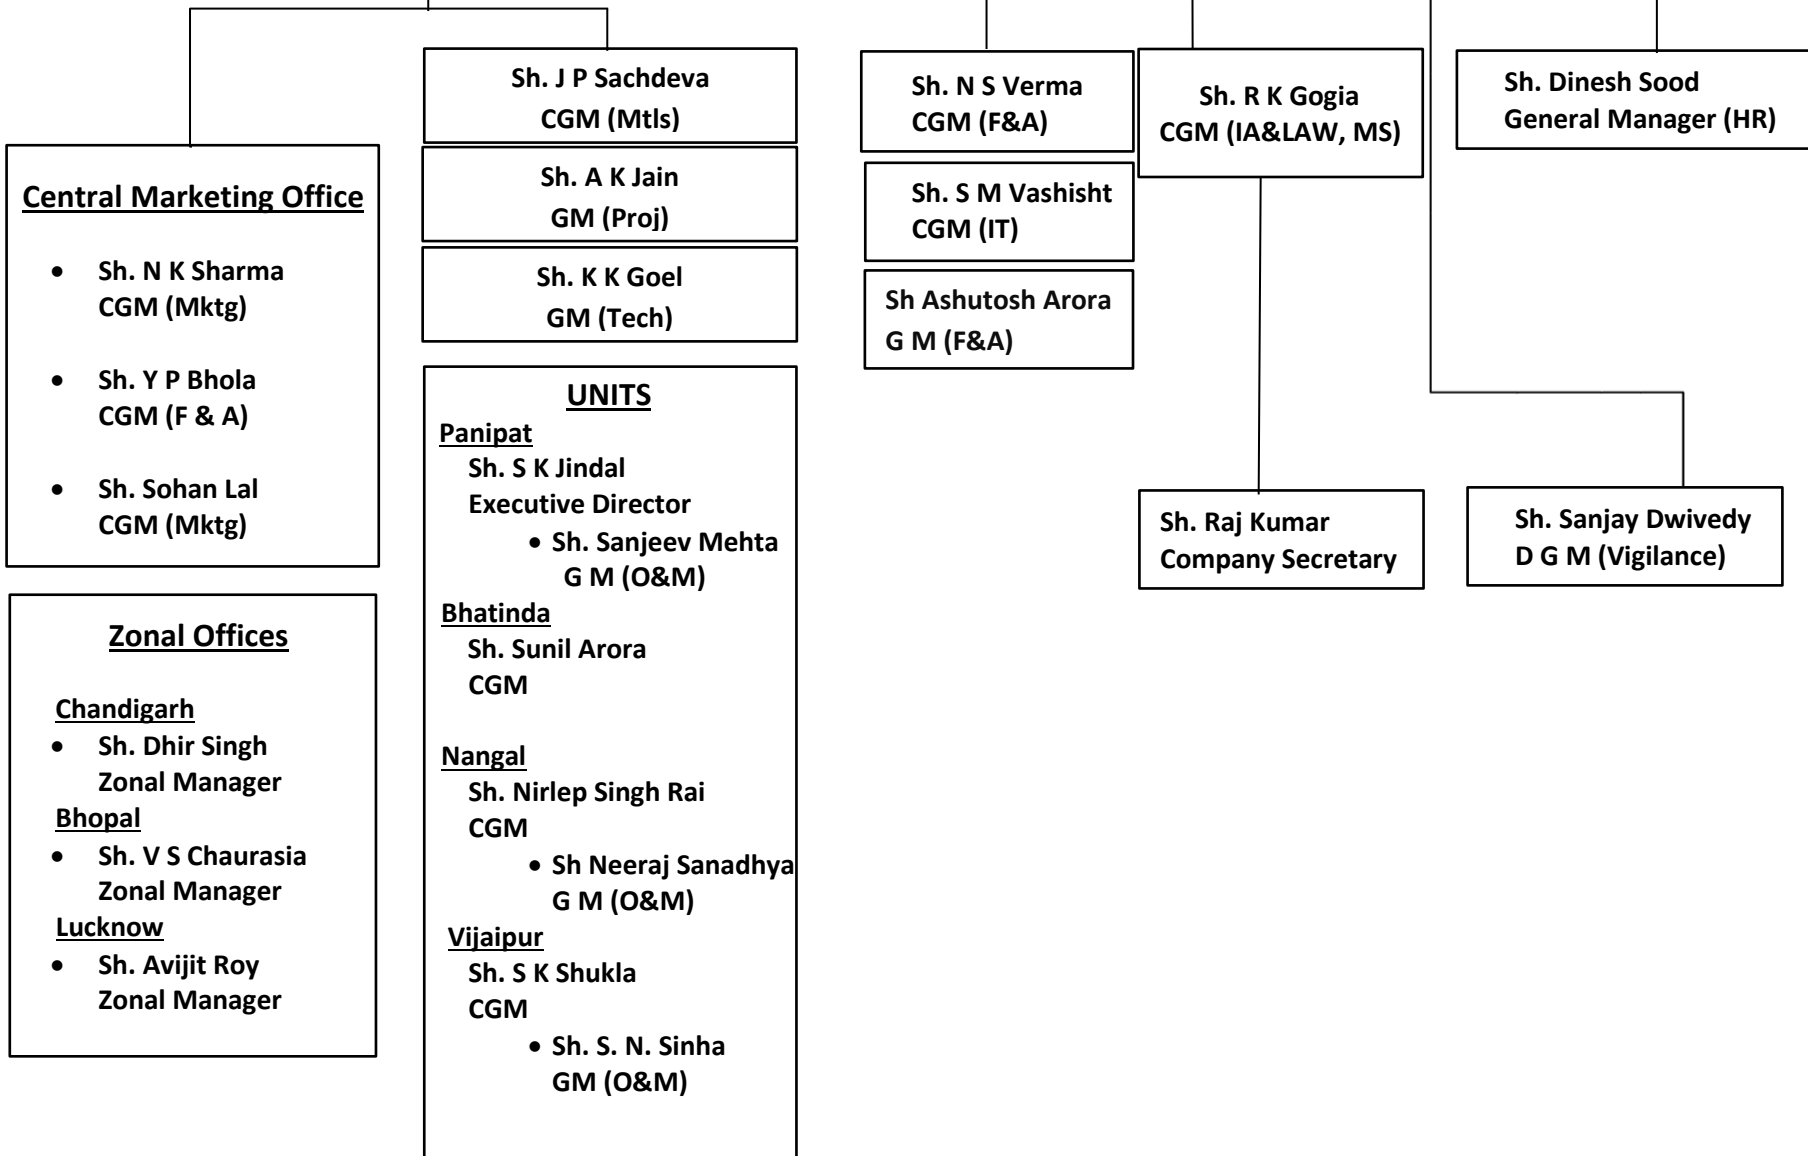 Sh. J P Sachdeva
CGM (Mtls)
Sh. A K Jain
GM (Proj)
Sh. K K Goel
GM (Tech)
Sh. N S Verma
CGM (F&A)
Sh. S M Vashisht
CGM (IT)
Sh Ashutosh Arora
G M (F&A)
Sh. R K Gogia
CGM (IA&LAW, MS)
Sh. Dinesh Sood
General Manager (HR)
Central Marketing Office
• Sh. N K Sharma
CGM (Mktg)
• Sh. Y P Bhola
CGM (F & A)
• Sh. Sohan Lal
CGM (Mktg)
Zonal Offices
Chandigarh
• Sh. Dhir Singh
Zonal Manager
Bhopal
• Sh. V S Chaurasia
Zonal Manager
Lucknow
• Sh. Avijit Roy
Zonal Manager
UNITS
Panipat
Sh. S K Jindal
Executive Director
• Sh. Sanjeev Mehta
G M (O&M)
Bhatinda
Sh. Sunil Arora
CGM
Nangal
Sh. Nirlep Singh Rai
CGM
• Sh Neeraj Sanadhya
G M (O&M)
Vijaipur
Sh. S K Shukla
CGM
• Sh. S. N. Sinha
GM (O&M)
Sh. Raj Kumar
Company Secretary
Sh. Sanjay Dwivedy
D G M (Vigilance)